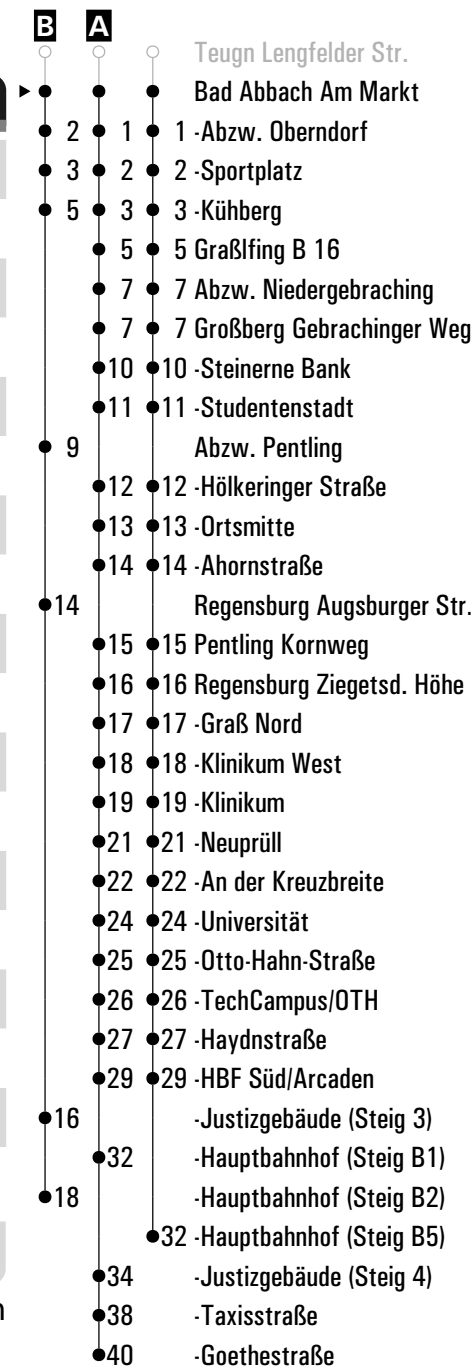 B A
Teugn Lengfelder Str.
Bad Abbach Am Markt
2 1 1 -Abzw. Oberndorf
3 2 2 -Sportplatz
5 3 3 -Kühberg
5 5 Graßlfing B 16
7 7 Abzw. Niedergebraching
7 7 Großberg Gebrachinger Weg
10 10 -Steinerne Bank
11 11 -Studentenstadt
9 Abzw. Pentling
12 12 -Hölkeringer Straße
13 13 -Ortsmitte
14 14 -Ahornstraße
14 Regensburg Augsburger Str.
15 15 Pentling Kornweg
16 16 Regensburg Ziegetsd. Höhe
17 17 -Graß Nord
18 18 -Klinikum West
19 19 -Klinikum
21 21 -Neuprüll
22 22 -An der Kreuzbreite
24 24 -Universität
25 25 -Otto-Hahn-Straße
26 26 -TechCampus/OTH
27 27 -Haydnstraße
29 29 -HBF Süd/Arcaden
16 -Justizgebäude (Steig 3)
32 -Hauptbahnhof (Steig B1)
18 -Hauptbahnhof (Steig B2)
32 -Hauptbahnhof (Steig B5)
34 -Justizgebäude (Steig 4)
38 -Taxisstraße
40 -Goethestraße